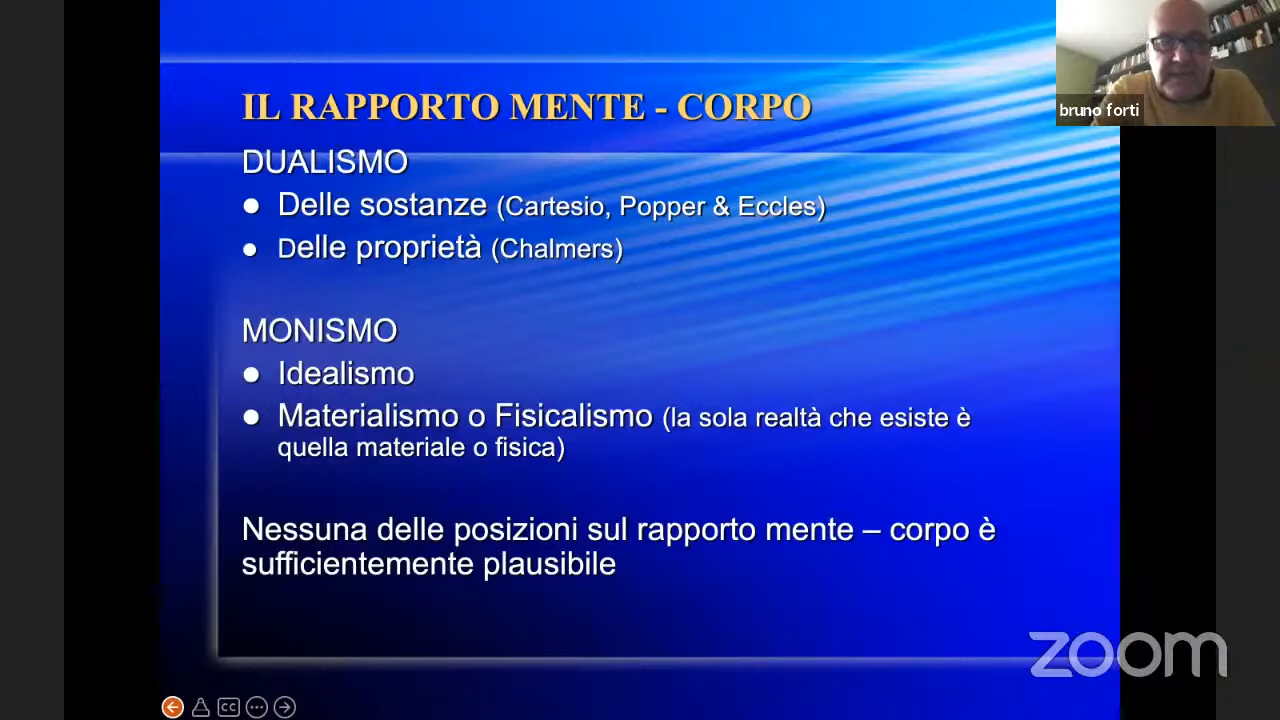 IL RAPPORTO MENTE - CORPO
bruno forti
DUALISMO
● Delle sostanze (Cartesio, Popper & Eccles)
● Delle proprietà (Chalmers)
MONISMO
● Idealismo
● Materialismo o Fisicalismo (la sola realtà che esiste è
quella materiale o fisica)
Nessuna delle posizioni sul rapporto mente – corpo è
sufficientemente plausibile
zoom
CC